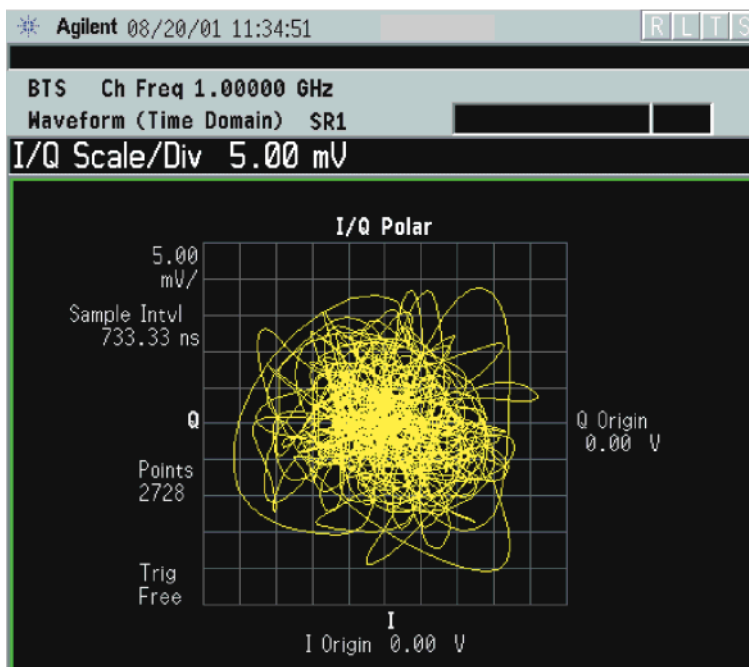 Agilent 08/20/01 11:34:51
R L T S
BTS Ch Freq 1.00000 GHz
Waveform (Time Domain) SR1
I/Q Scale/Div 5.00 mV
I/Q Polar
5.00
mV/
Sample Intvl
733.33 ns
Q
Q Origin
0.00 V
Points
2728
Trig
Free
I
I Origin 0.00 V